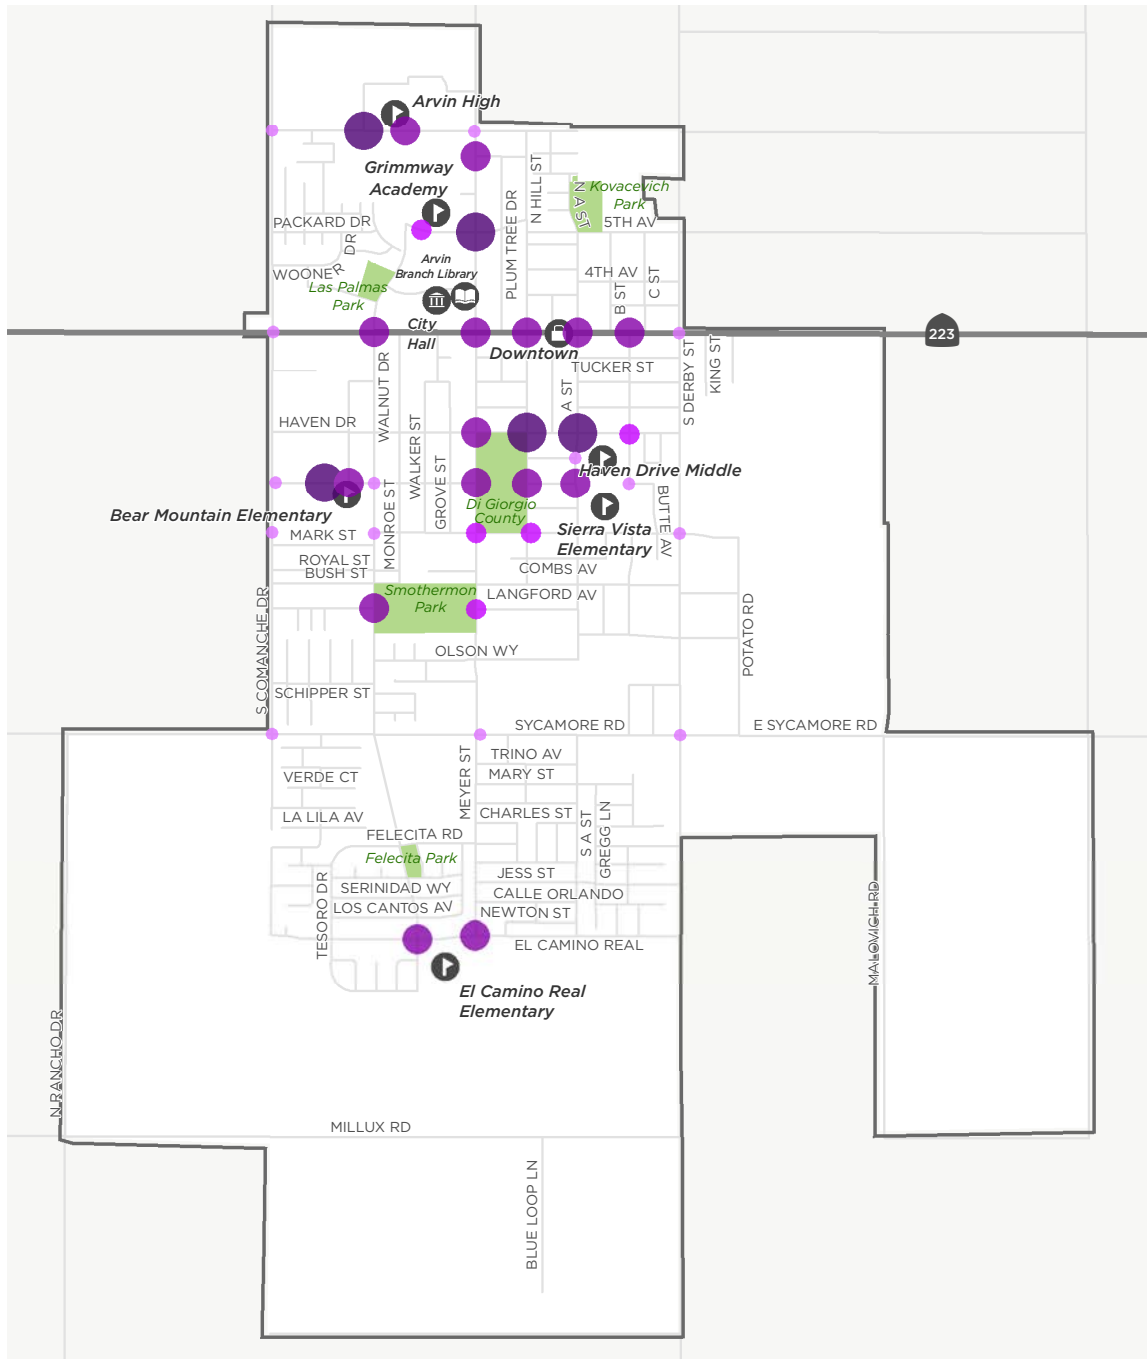 Arvin High
Grimmway
Academy
N HILL ST
N A ST
Kovacevich
Park
PACKARD DR
5TH AV
PLUM TREE DR
WOONER DR
Arvin
Branch Library
4TH AV
B ST
C ST
Las Palmas
Park
City
Hall
223
Downtown
TUCKER ST
WALNUT DR
A ST
S DERBY ST
KING ST
HAVEN DR
WALKER ST
GROVE ST
Haven Drive Middle
Bear Mountain Elementary
MONROE ST
Di Giorgio
County
Sierra Vista
Elementary
BUTTE AV
MARK ST
ROYAL ST
BUSH ST
COMBS AV
Smothermon
Park
LANGFORD AV
S COMANCHE DR
POTATO RD
OLSON WY
SCHIPPER ST
SYCAMORE RD
E SYCAMORE RD
MEYER ST
TRINO AV
VERDE CT
MARY ST
LA LILA AV
CHARLES ST
S A ST
GREGG LN
FELECITA RD
Felecita Park
JESS ST
SERINIDAD WY
CALLE ORLANDO
TESORO DR
LOS CANTOS AV
NEWTON ST
EL CAMINO REAL
MALOVICH RD
El Camino Real
Elementary
N RANCHO DR
MILLUX RD
BLUE LOOP LN